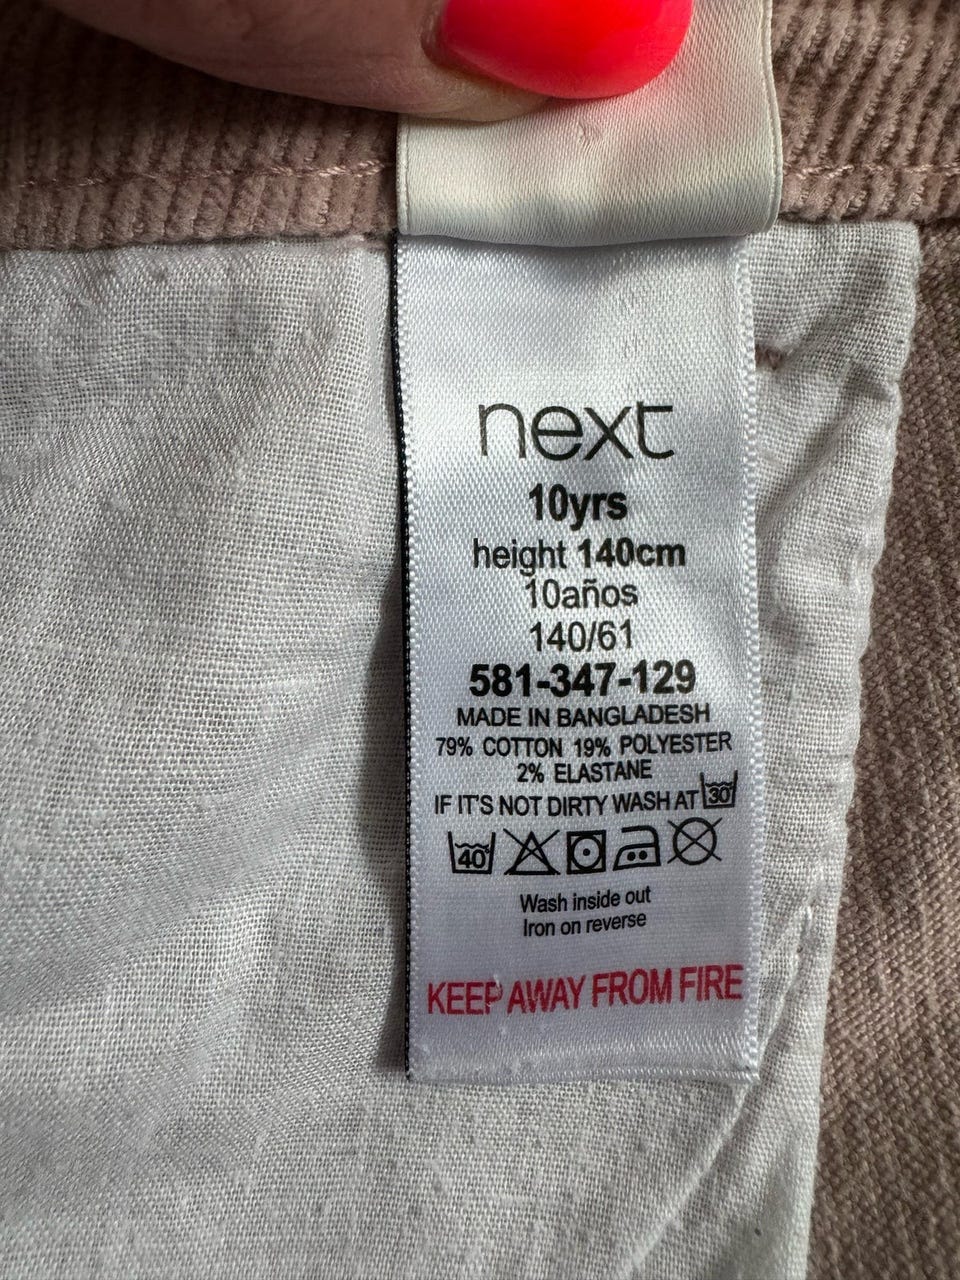 next
10yrs
height 140cm
10años
140/61
581-347-129
MADE IN BANGLADESH
79% COTTON 19% POLYESTER
2% ELASTANE
IF IT'S NOT DIRTY WASH AT 30
40
Wash inside out
Iron on reverse
KEEP AWAY FROM FIRE